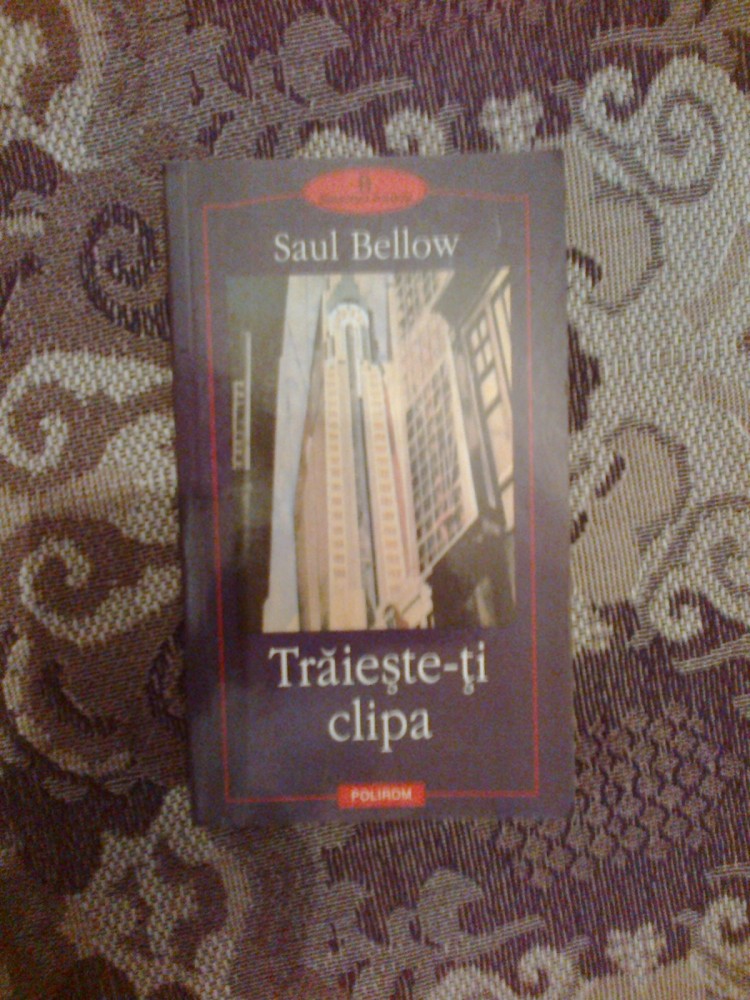 Saul Bellow
Trăieşte-ţi
clipa
POLIROM